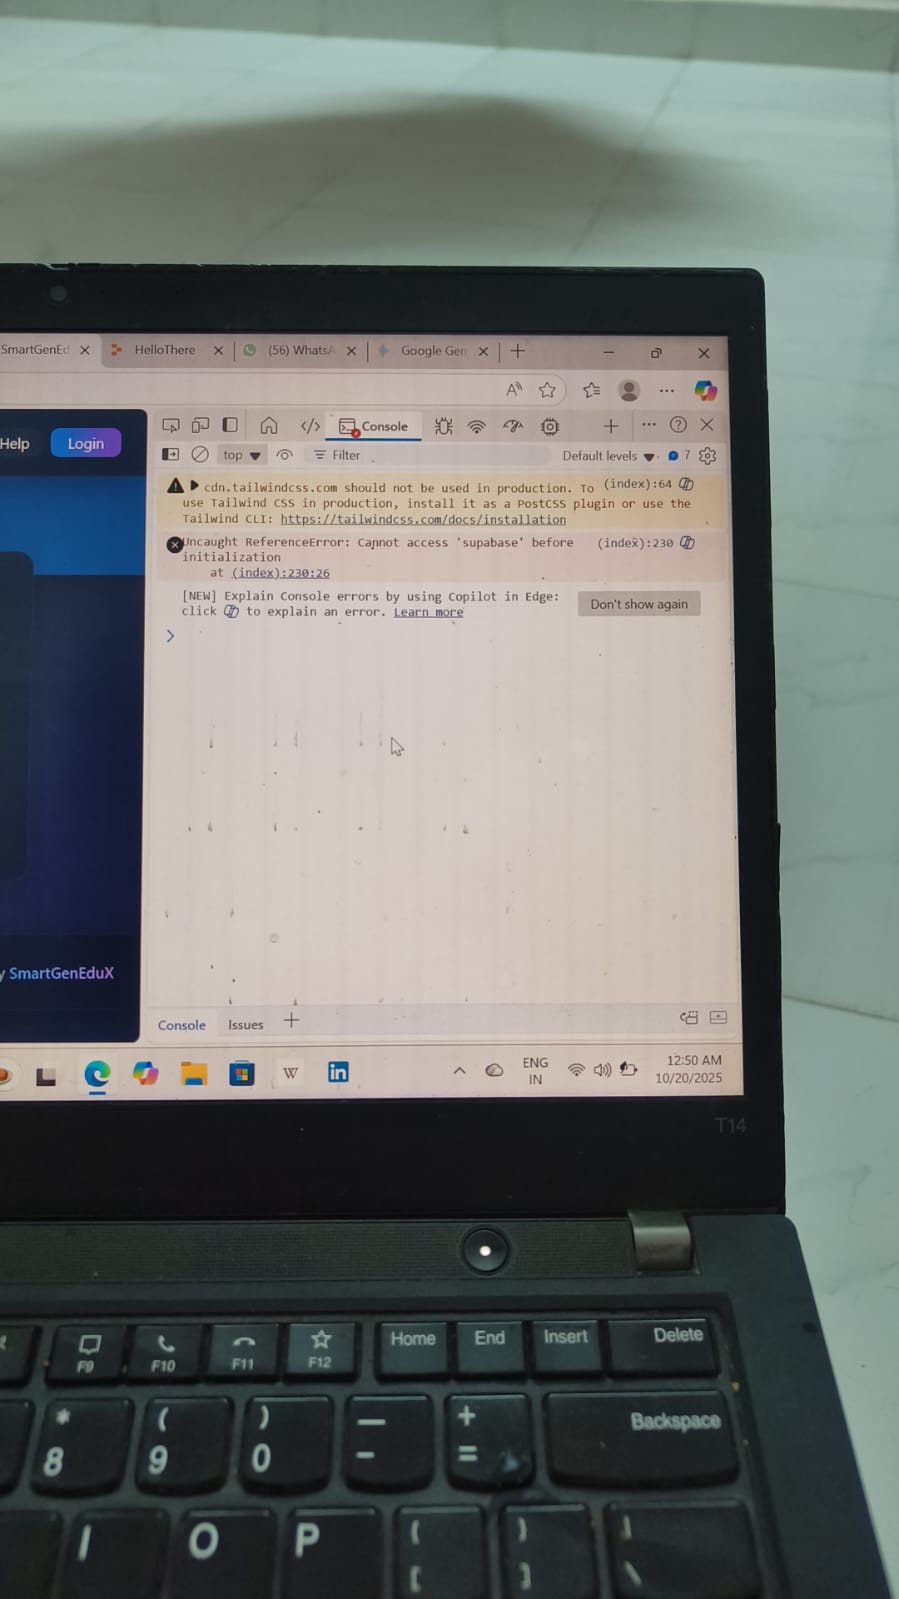 SmartGenEd
HelloThere
(56) WhatsA
Google Gen
Help
Login
Console
top
Filter
Default levels
7
cdn.tailwindcss.com should not be used in production. To
(index):64
use Tailwind CSS in production, install it as a PostCSS plugin or use the
Tailwind CLI: https://tailwindcss.com/docs/installation
Uncaught ReferenceError: Cannot access 'supabase' before
(index):230
initialization
at (index):230:26
[NEW] Explain Console errors by using Copilot in Edge:
click to explain an error. Learn more
Don't show again
y SmartGenEduX
Console
Issues
W
in
ENG
IN
12:50 AM
10/20/2025
T14
F9
F10
F11
F12
Home
End
Insert
Delete
* 8
( 9
) 0
— -
+ =
Backspace
I
O
P
{ [
} ]
| \